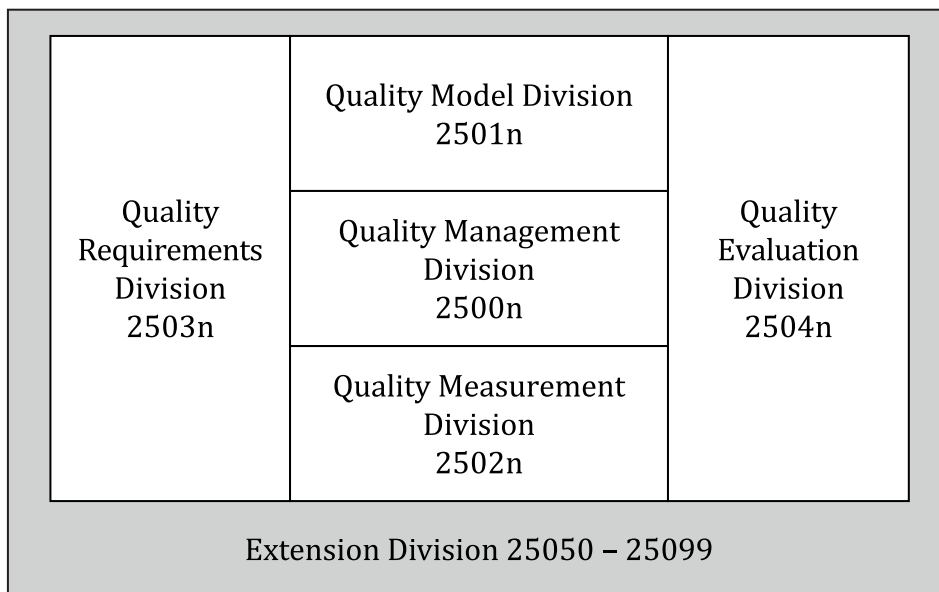 Quality
Requirements
Division
2503n
Quality Model Division
2501n
Quality Management
Division
2500n
Quality Measurement
Division
2502n
Quality
Evaluation
Division
2504n
Extension Division 25050 – 25099